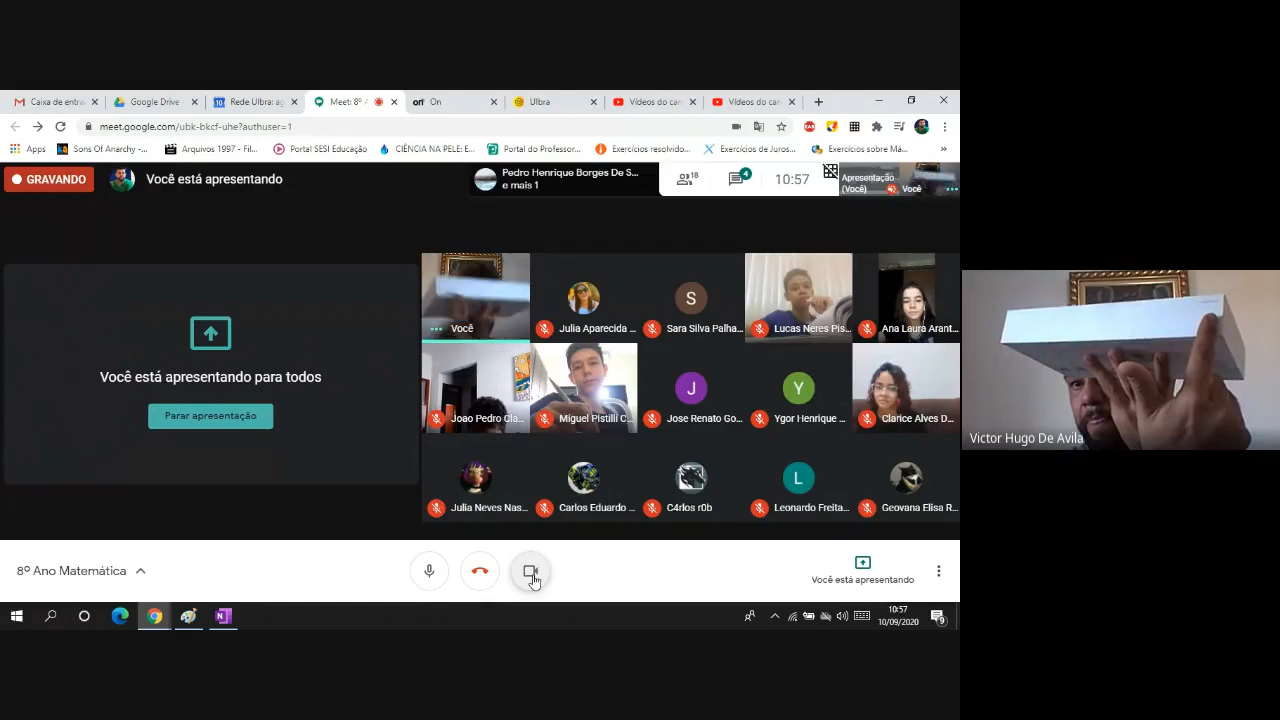 Caixa de entra
Google Drive
Rede Ulbra: ag
Meet: 8º A
On
Ulbra
Vídeos do can
Vídeos do can
meet.google.com/ubk-bkcf-uhe?authuser=1
Apps
Sons Of Anarchy -...
Arquivos 1997 - Fil...
Portal SESI Educação
CIÊNCIA NA PELE: E...
Portal do Professor...
Exercícios resolvido...
Exercícios de Juros...
Exercícios sobre Má...
GRAVANDO
Você está apresentando
Pedro Henrique Borges De S...
e mais 1
18
4
10:57
Apresentação
(Você)
Você
Você está apresentando para todos
Parar apresentação
Você
Julia Aparecida ...
S
Sara Silva Palha...
Lucas Neres Pis...
Ana Laura Arant...
Joao Pedro Cla...
Miguel Pistilli C...
J
Jose Renato Go...
Y
Ygor Henrique ...
Clarice Alves D...
Julia Neves Nas...
Carlos Eduardo ...
C4rlos r0b
L
Leonardo Freita...
Geovana Elisa R...
Victor Hugo De Avila
8º Ano Matemática
Você está apresentando
10:57
10/09/2020
9